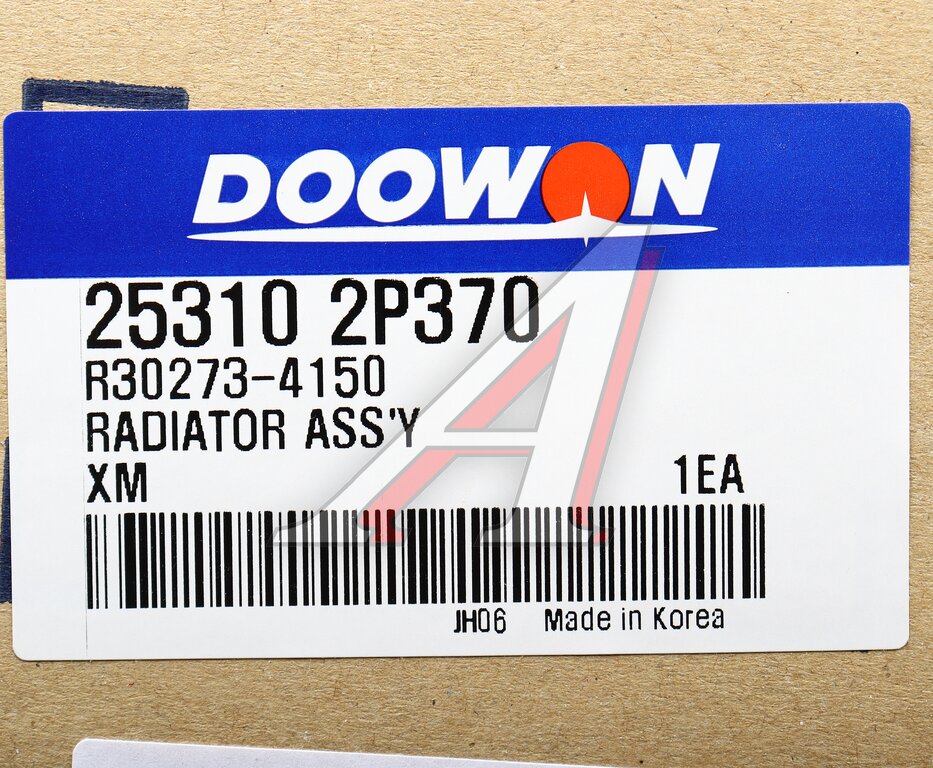 DOOWON
25310 2P370
R30273-4150
RADIATOR ASS'Y
XM 1EA
JH06 Made in Korea